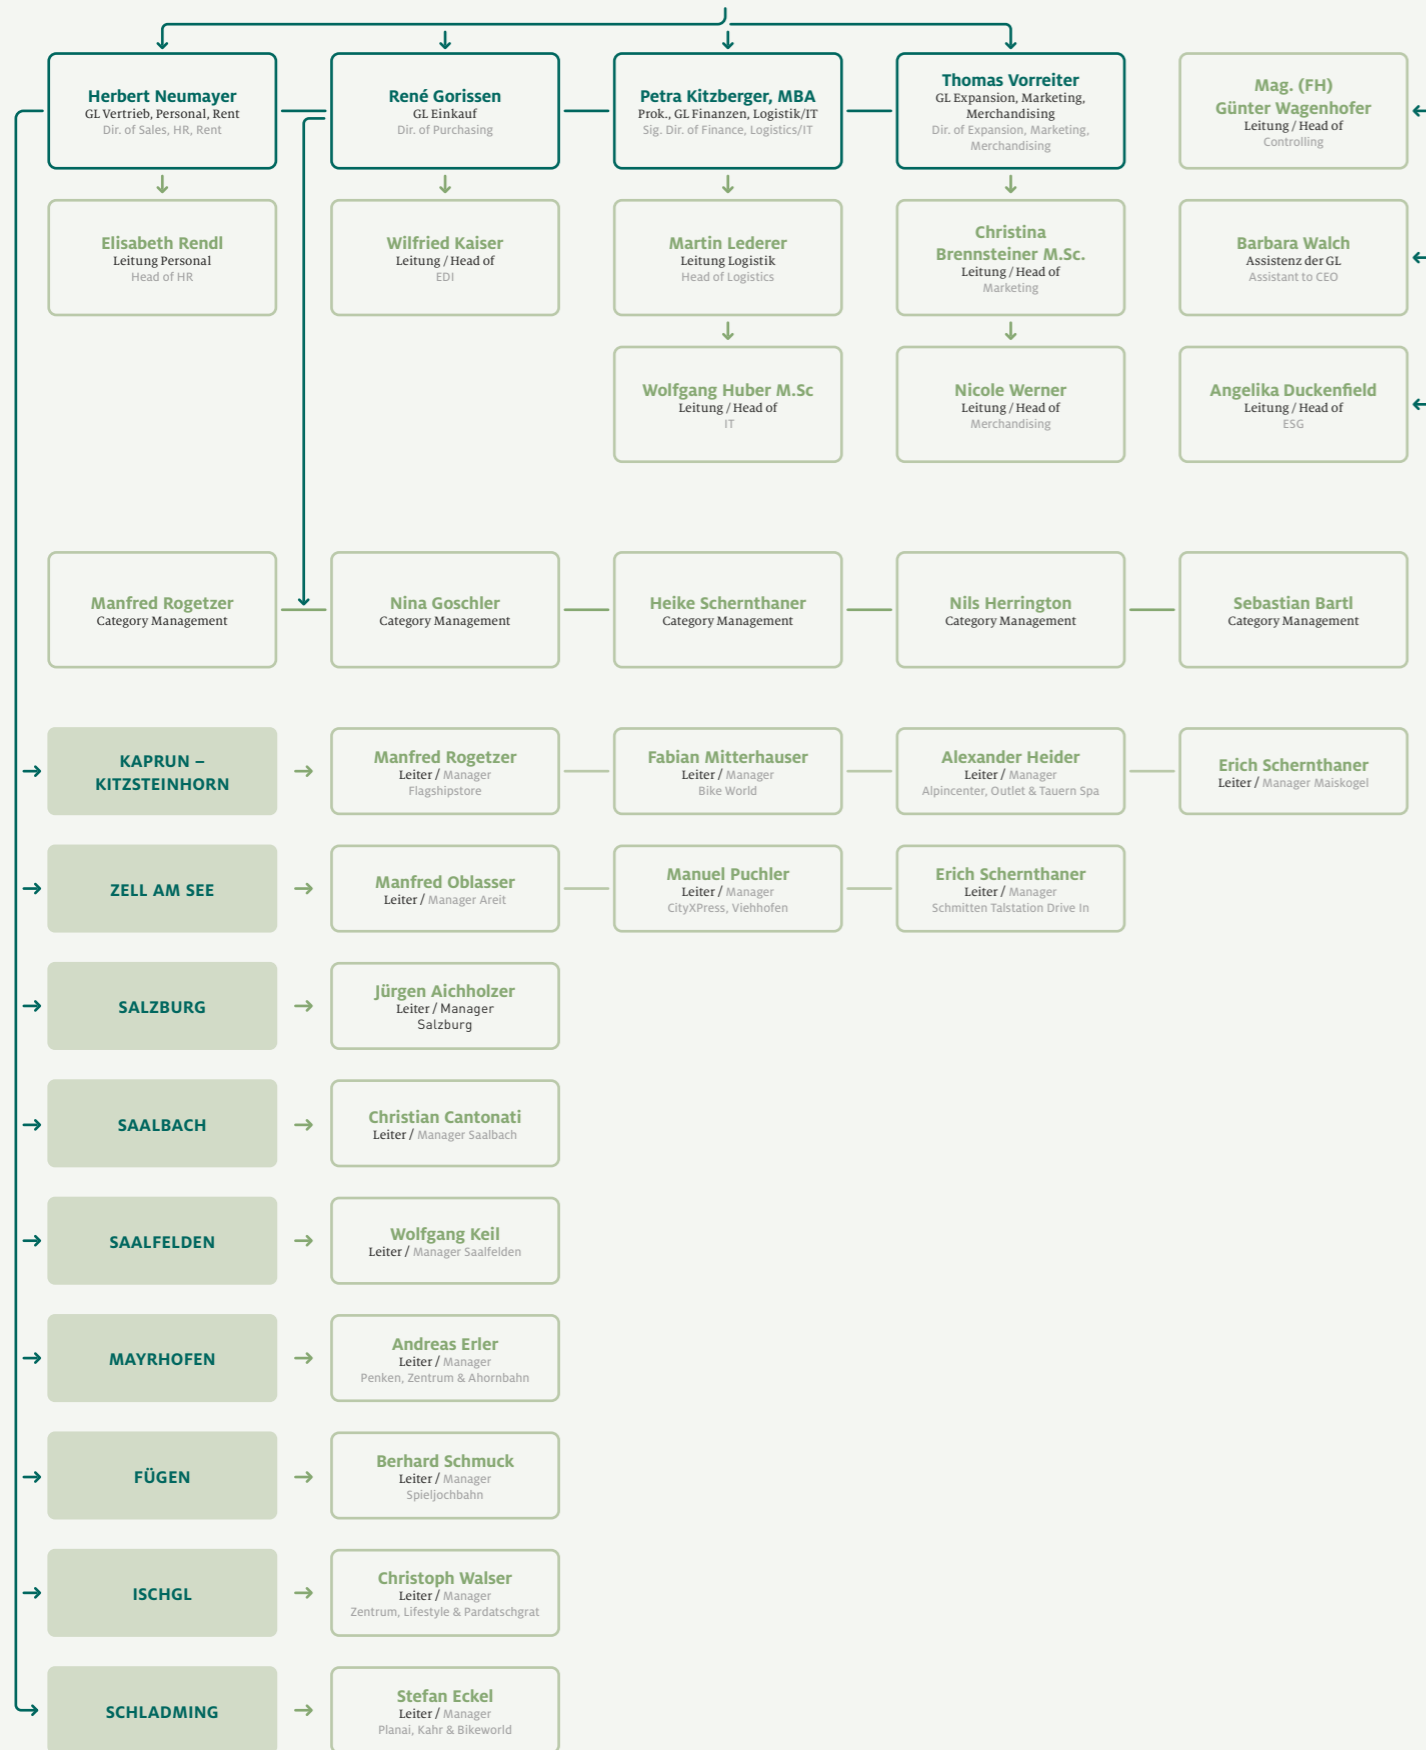 Herbert Neumayer
GL Vertrieb, Personal, Rent
Dir. of Sales, HR, Rent
René Gorissen
GL Einkauf
Dir. of Purchasing
Petra Kitzberger, MBA
Prok., GL Finanzen, Logistik/IT
Sig. Dir. of Finance, Logistics/IT
Thomas Vorreiter
GL Expansion, Marketing,
Merchandising
Dir. of Expansion, Marketing,
Merchandising
Mag. (FH)
Günter Wagenhofer
Leitung / Head of
Controlling
Elisabeth Rendl
Leitung Personal
Head of HR
Wilfried Kaiser
Leitung / Head of
EDI
Martin Lederer
Leitung Logistik
Head of Logistics
Christina
Brennsteiner M.Sc.
Leitung / Head of
Marketing
Barbara Walch
Assistenz der GL
Assistant to CEO
Wolfgang Huber M.Sc
Leitung / Head of
IT
Nicole Werner
Leitung / Head of
Merchandising
Angelika Duckenfield
Leitung / Head of
ESG
Manfred Rogetzer
Category Management
Nina Goschler
Category Management
Heike Schernthaner
Category Management
Nils Herrington
Category Management
Sebastian Bartl
Category Management
KAPRUN –
KITZSTEINHORN
Manfred Rogetzer
Leiter / Manager
Flagshipstore
Fabian Mitterhauser
Leiter / Manager
Bike World
Alexander Heider
Leiter / Manager
Alpincenter, Outlet & Tauern Spa
Erich Schernthaner
Leiter / Manager Maiskogel
ZELL AM SEE
Manfred Oblasser
Leiter / Manager Areit
Manuel Puchler
Leiter / Manager
CityXPress, Viehhofen
Erich Schernthaner
Leiter / Manager
Schmitten Talstation Drive In
SALZBURG
Jürgen Aichholzer
Leiter / Manager
Salzburg
SAALBACH
Christian Cantonati
Leiter / Manager Saalbach
SAALFELDEN
Wolfgang Keil
Leiter / Manager Saalfelden
MAYRHOFEN
Andreas Erler
Leiter / Manager
Penken, Zentrum & Ahornbahn
FÜGEN
Berhard Schmuck
Leiter / Manager
Spieljochbahn
ISCHGL
Christoph Walser
Leiter / Manager
Zentrum, Lifestyle & Pardatschgrat
SCHLADMING
Stefan Eckel
Leiter / Manager
Planai, Kahr & Bikeworld